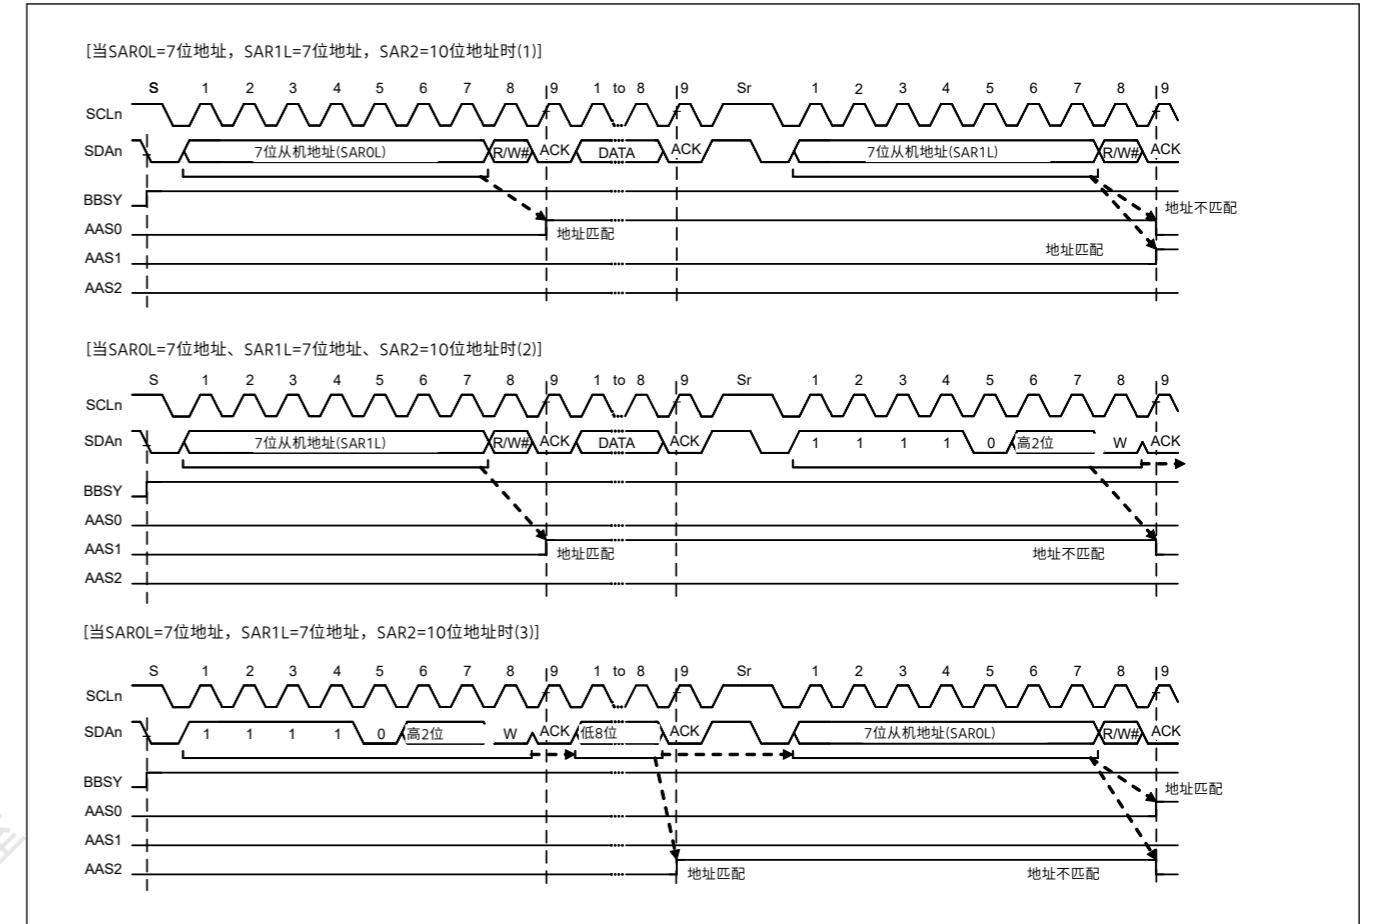 [当SAR0L=7位地址，SAR1L=7位地址，SAR2=10位地址时(1)]
S 1 2 3 4 5 6 7 8 9 1 to 8 9 Sr 1 2 3 4 5 6 7 8 9
SCLn
SDAn 7位从机地址(SAR0L) R/W# ACK DATA ACK 7位从机地址(SAR1L) R/W# ACK
BBSY
地址不匹配
AAS0 地址匹配
地址匹配
AAS1
AAS2
[当SAR0L=7位地址、SAR1L=7位地址、SAR2=10位地址时(2)]
S 1 2 3 4 5 6 7 8 9 1 to 8 9 Sr 1 2 3 4 5 6 7 8 9
SCLn
SDAn 7位从机地址(SAR1L) R/W# ACK DATA ACK 1 1 1 1 0 高2位 W ACK
BBSY
AAS0
AAS1 地址匹配 地址不匹配
AAS2
[当SAR0L=7位地址，SAR1L=7位地址，SAR2=10位地址时(3)]
S 1 2 3 4 5 6 7 8 9 1 to 8 9 Sr 1 2 3 4 5 6 7 8 9
SCLn
SDAn 1 1 1 1 0 高2位 W ACK 低8位 ACK 7位从机地址(SAR0L) R/W# ACK
BBSY
地址匹配
AAS0
AAS1
AAS2 地址匹配 地址不匹配